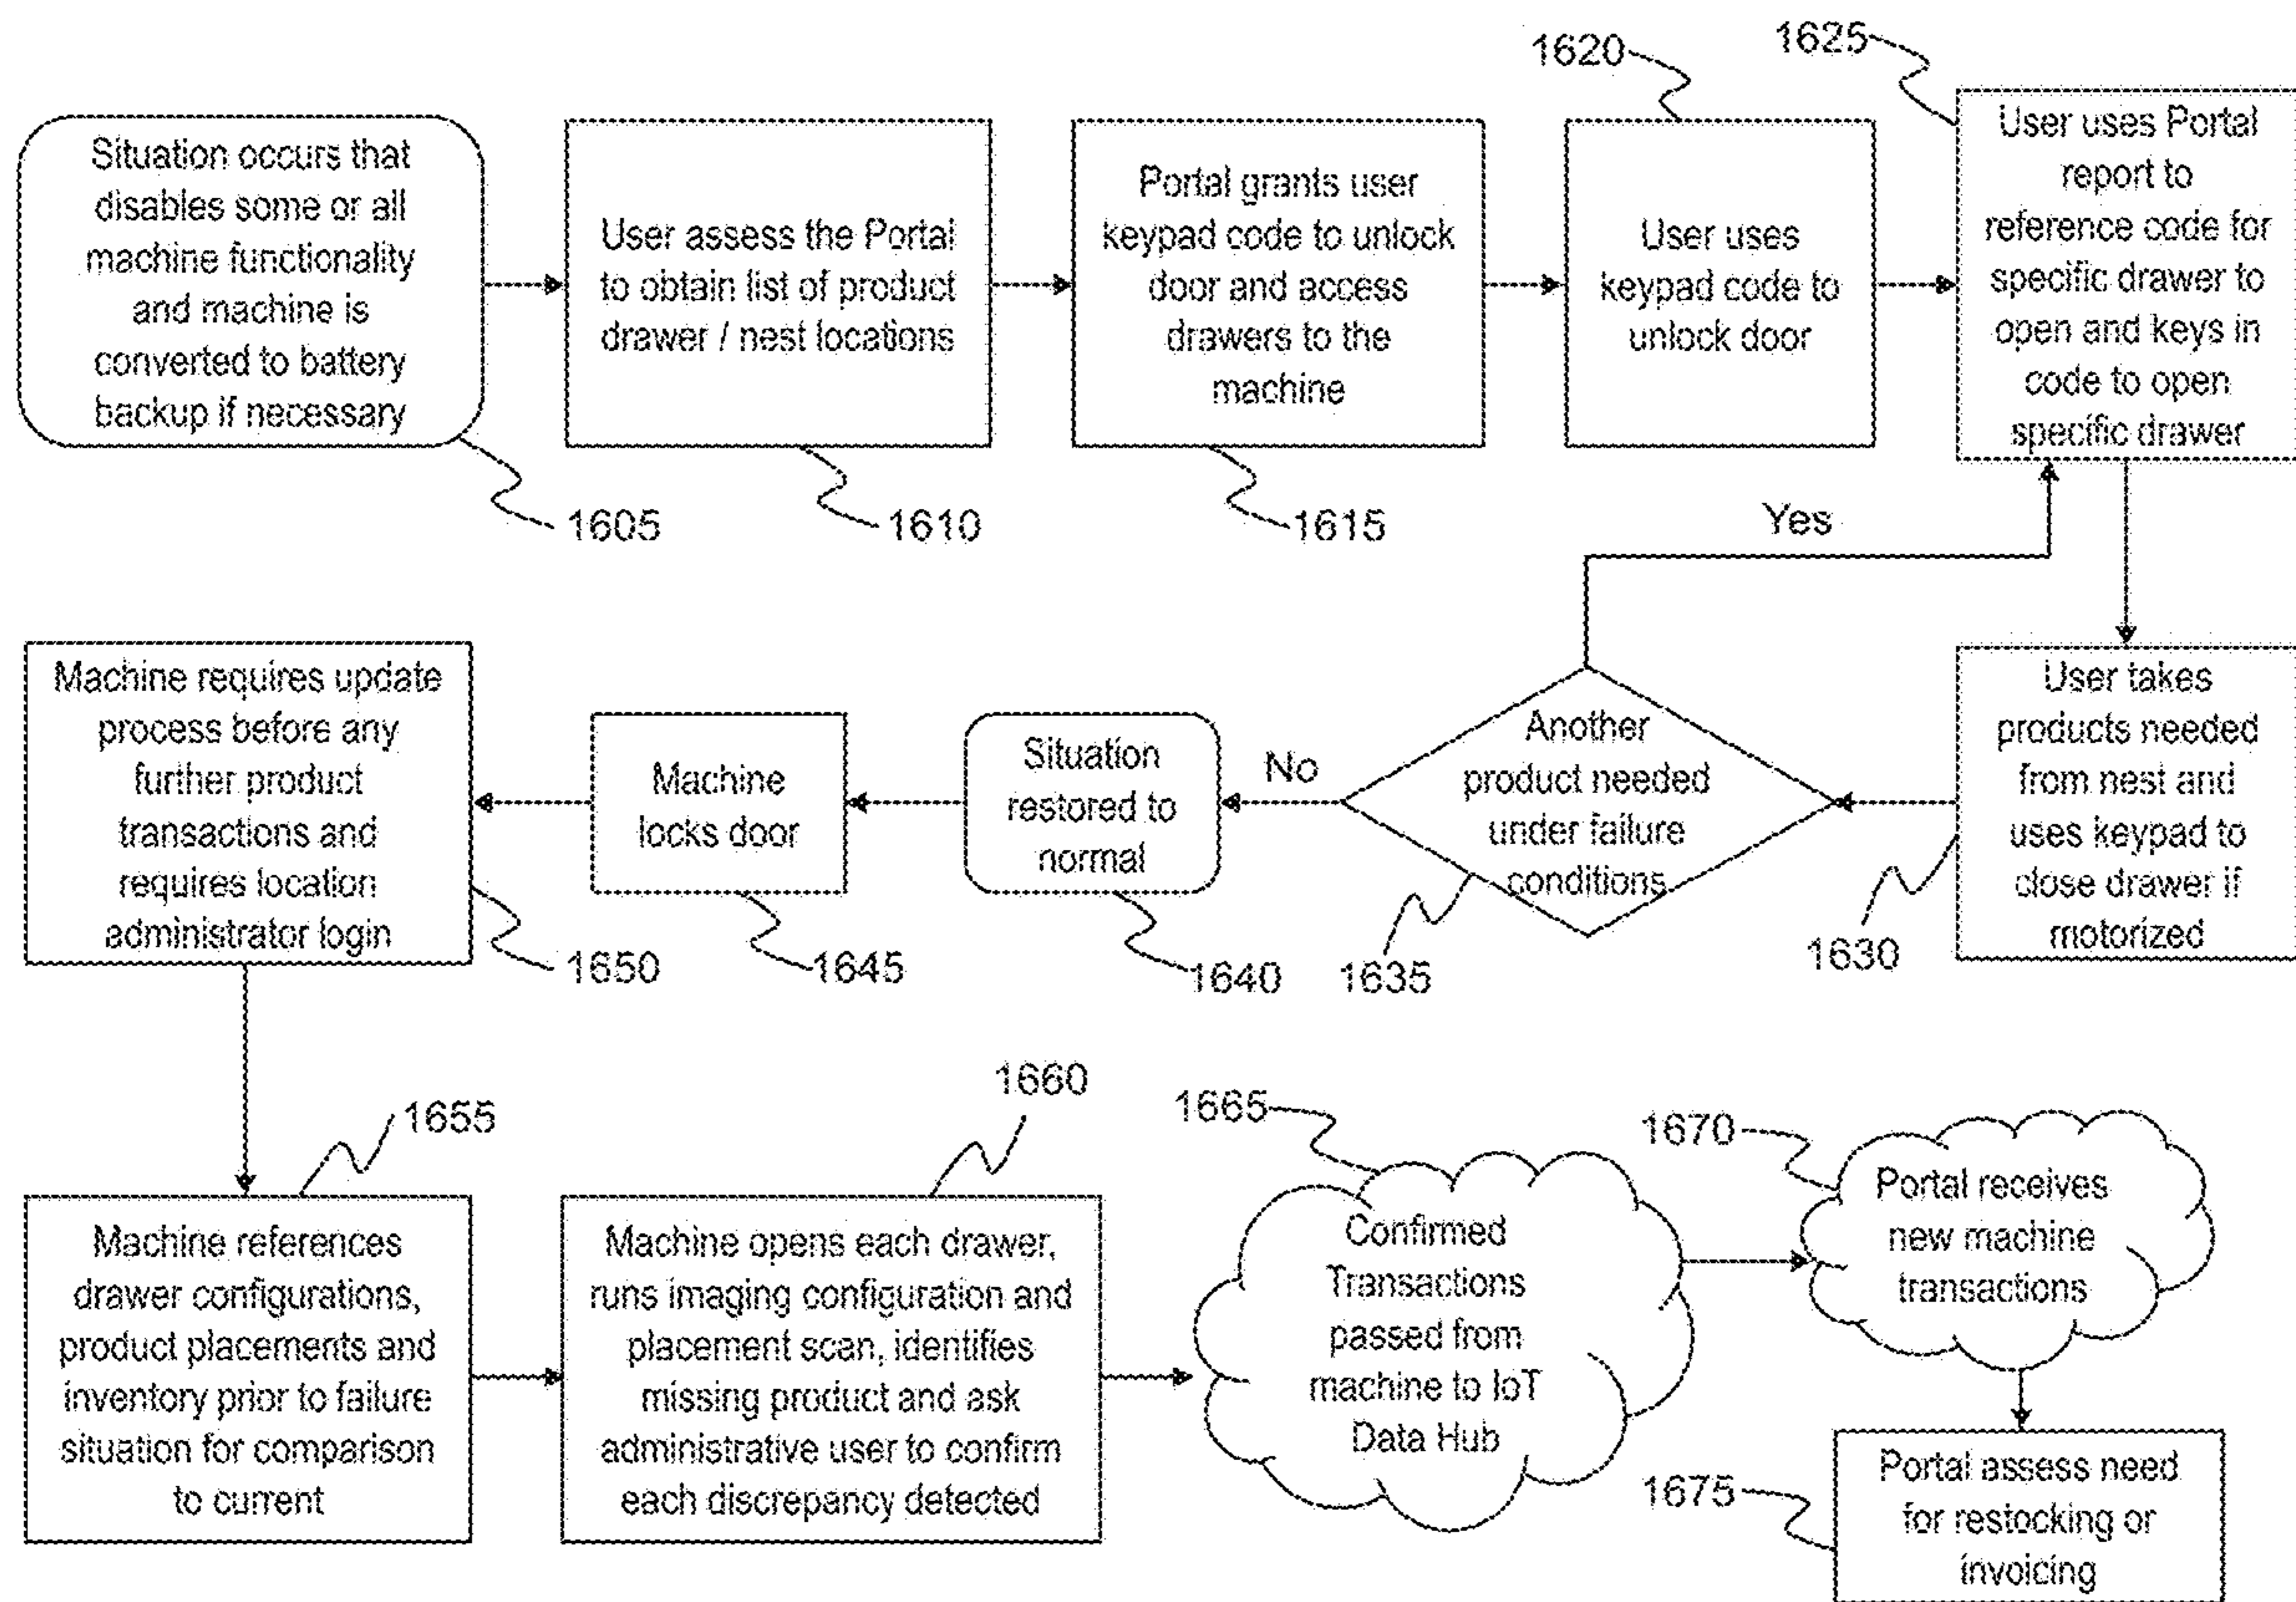 1620
1625
Situation occurs that
disables some or all
machine functionality
and machine is
converted to battery
backup if necessary
User assess the Portal
to obtain list of product
drawer / nest locations
Portal grants user
keypad code to unlock
door and access
drawers to the
machine
User uses
keypad code to
unlock door
User uses Portal
report to
reference code for
specific drawer to
open and keys in
code to open
specific drawer
1605
1610
1615
Yes
Machine requires update
process before any
further product
transactions and
requires location
administrator login
Machine
locks door
Situation
restored to
normal
No
Another
product needed
under failure
conditions
User takes
products needed
from nest and
uses keypad to
close drawer if
motorized
1650
1645
1640
1635
1630
1655
1660
1665
1670
Machine references
drawer configurations,
product placements and
inventory prior to failure
situation for comparison
to current
Machine opens each drawer,
runs imaging configuration and
placement scan, identifies
missing product and ask
administrative user to confirm
each discrepancy detected
Confirmed
Transactions
passed from
machine to IoT
Data Hub
Portal receives
new machine
transactions
1675
Portal assess need
for restocking or
invoicing